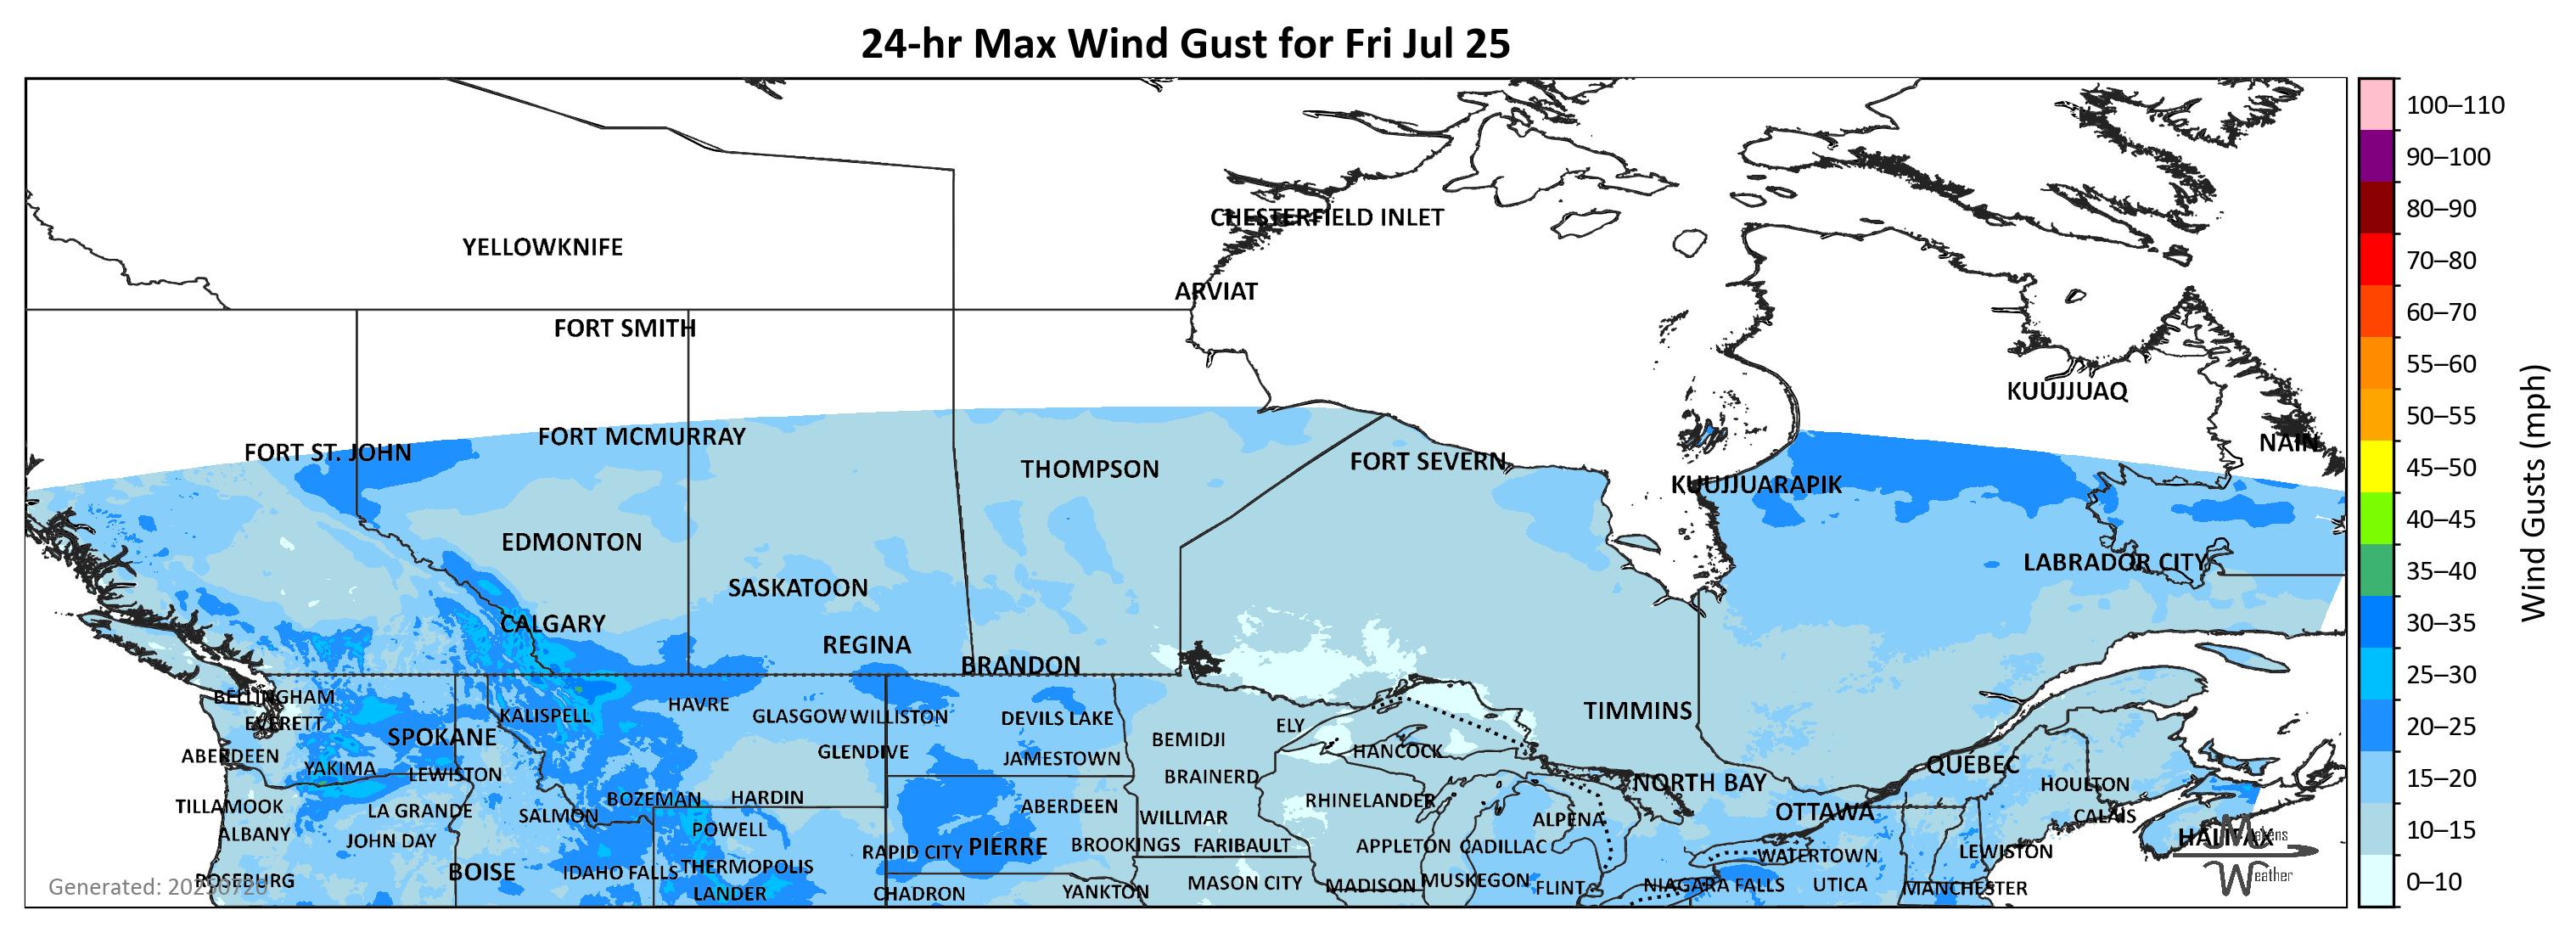 24-hr Max Wind Gust for Fri Jul 25
CHESTERFIELD INLET
YELLOWKNIFE
ARVIAT
FORT SMITH
KUUJJUAQ
FORT MCMURRAY
NAIN
FORT ST. JOHN
FORT SEVERN
THOMPSON
KUUJJUARAPIK
EDMONTON
LABRADOR CITY
SASKATOON
CALGARY
REGINA
BRANDON
BELLINGHAM
HAVRE
TIMMINS
KALISPELL
GLASGOW
WILLISTON
DEVILS LAKE
EVERETT
ELY
SPOKANE
BEMIDJI
HANCOCK
GLENDIVE
ABERDEEN
JAMESTOWN
QUÉBEC
YAKIMA
LEWISTON
BRAINERD
NORTH BAY
HOULTON
BOZEMAN
HARDIN
RHINELANDER
TILLAMOOK
LA GRANDE
ABERDEEN
SALMON
OTTAWA
CALAIS
WILLMAR
ALPENA
POWELL
ALBANY
HALIFAX
Makens
Weather
JOHN DAY
PIERRE
BROOKINGS
FARIBAULT
APPLETON
CADILLAC
RAPID CITY
LEWISTON
WATERTOWN
THERMOPOLIS
BOISE
IDAHO FALLS
ROSEBURG
MASON CITY
MADISON
MUSKEGON
FLINT
NIAGARA FALLS
UTICA
MANCHESTER
LANDER
CHADRON
YANKTON
Generated: 20250720
100–110
90–100
80–90
70–80
60–70
55–60
50–55
45–50
40–45
35–40
30–35
25–30
20–25
15–20
10–15
0–10
Wind Gusts (mph)